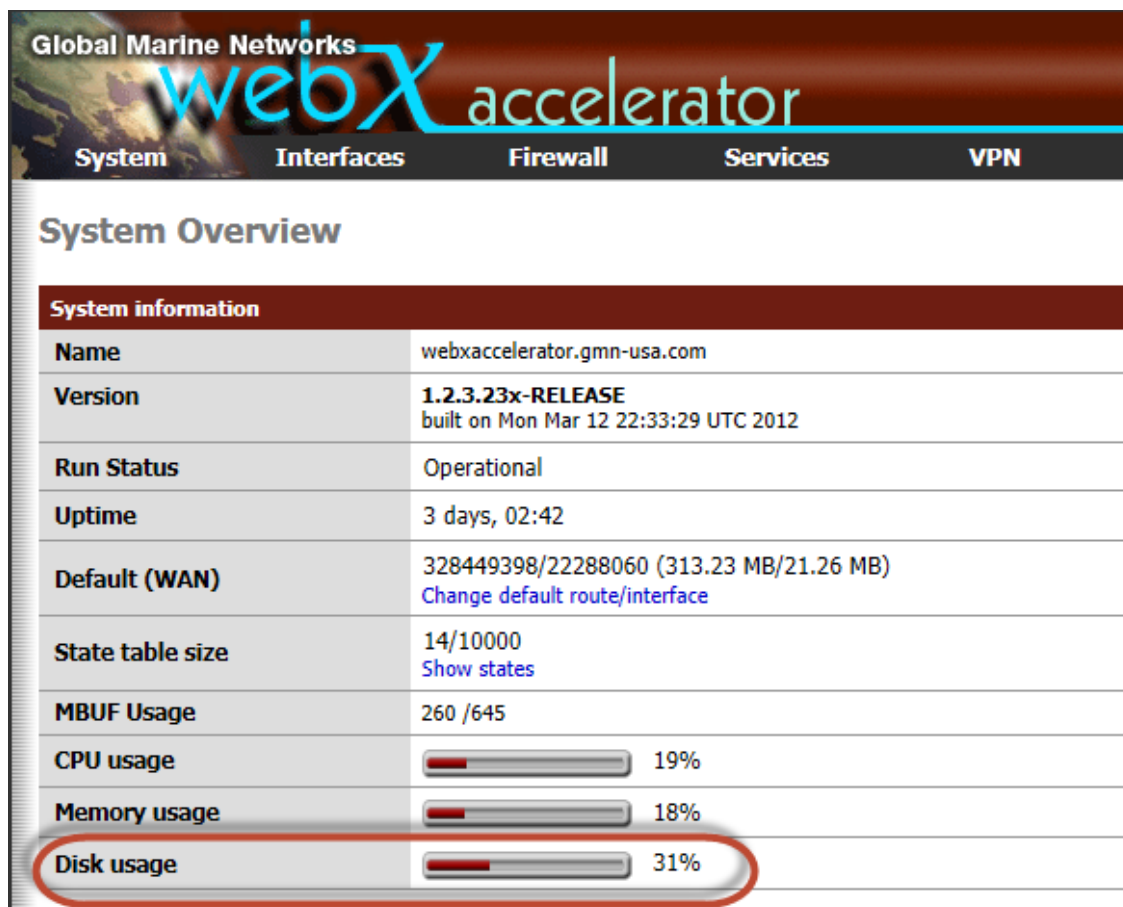 Global Marine Networks
webX accelerator
System Interfaces Firewall Services VPN
System Overview
System information
Name webxaccelerator.gmn-usa.com
Version 1.2.3.23x-RELEASE
built on Mon Mar 12 22:33:29 UTC 2012
Run Status Operational
Uptime 3 days, 02:42
Default (WAN) 328449398/22288060 (313.23 MB/21.26 MB)
Change default route/interface
State table size 14/10000
Show states
MBUF Usage 260 /645
CPU usage 19%
Memory usage 18%
Disk usage 31%